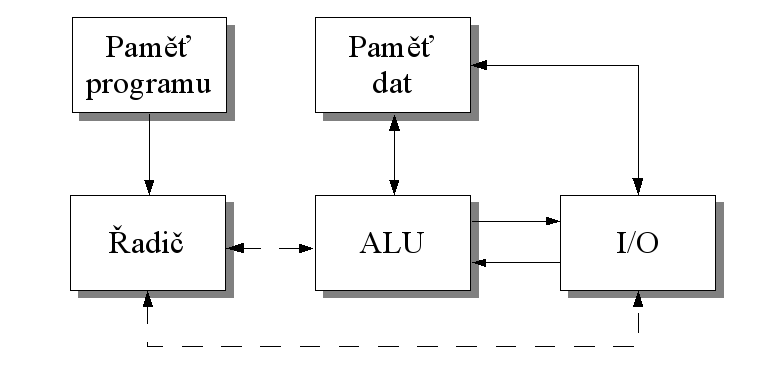 Paměť
programu
Paměť
dat
Řadič
ALU
I/O